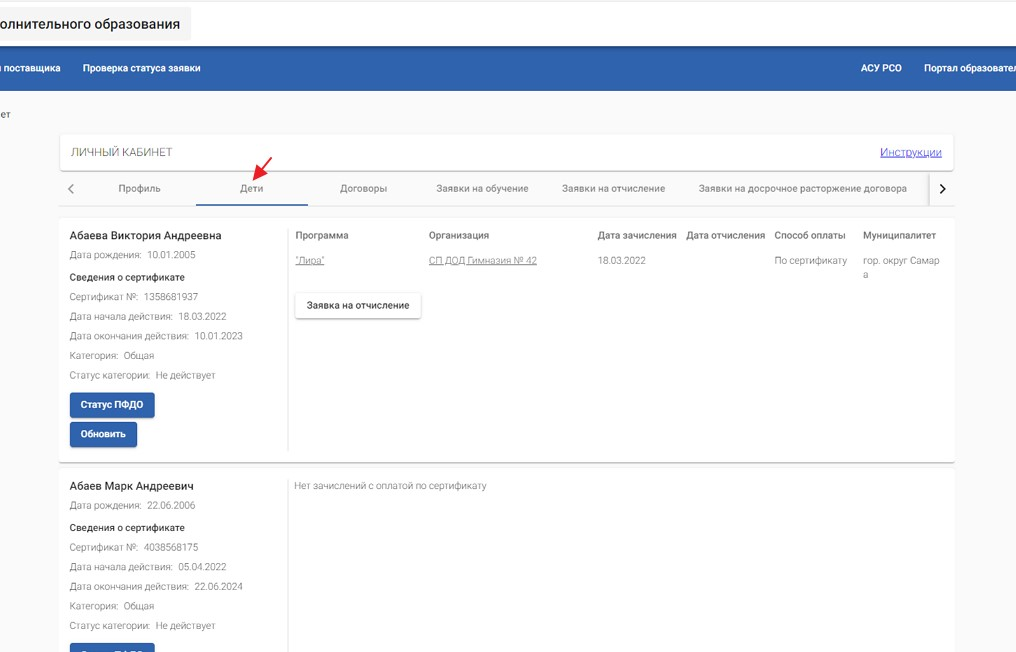 олнительного образования
поставщика Проверка статуса заявки АСУ РСО Портал образовател
ет
ЛИЧНЫЙ КАБИНЕТ Инструкции
Профиль Дети Договоры Заявки на обучение Заявки на отчисление Заявки на досрочное расторжение договора
Абаева Виктория Андреевна
Дата рождения: 10.01.2005
Сведения о сертификате
Сертификат №: 1358681937
Дата начала действия: 18.03.2022
Дата окончания действия: 10.01.2023
Категория: Общая
Статус категории: Не действует
Статус ПФДО
Обновить
Программа Организация Дата зачисления Дата отчисления Способ оплаты Муниципалитет
"Лира" СП ДОД Гимназия № 42 18.03.2022 По сертификату гор. округ Самар
а
Заявка на отчисление
Абаев Марк Андреевич
Дата рождения: 22.06.2006
Сведения о сертификате
Сертификат №: 4038568175
Дата начала действия: 05.04.2022
Дата окончания действия: 22.06.2024
Категория: Общая
Статус категории: Не действует
Нет зачислений с оплатой по сертификату